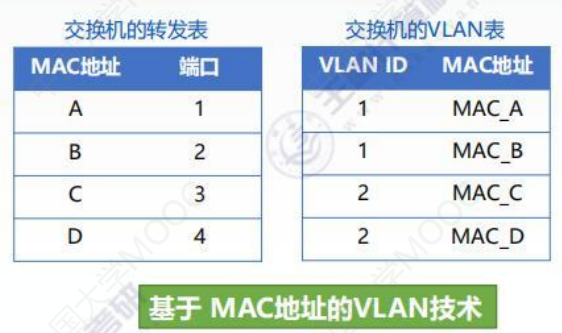 交换机的转发表
MAC地址 端口
A 1
B 2
C 3
D 4
交换机的VLAN表
VLAN ID MAC地址
1 MAC_A
1 MAC_B
2 MAC_C
2 MAC_D
基于 MAC地址的VLAN技术